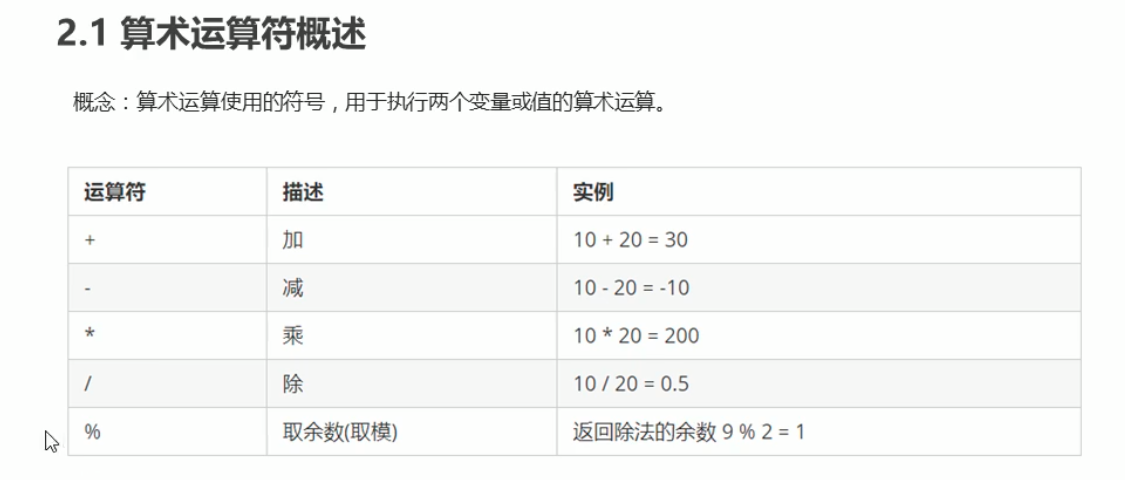 2.1 算术运算符概述
概念：算术运算使用的符号，用于执行两个变量或值的算术运算。
运算符 描述 实例
+ 加 10 + 20 = 30
- 减 10 - 20 = -10
* 乘 10 * 20 = 200
/ 除 10 / 20 = 0.5
% 取余数(取模) 返回除法的余数 9 % 2 = 1